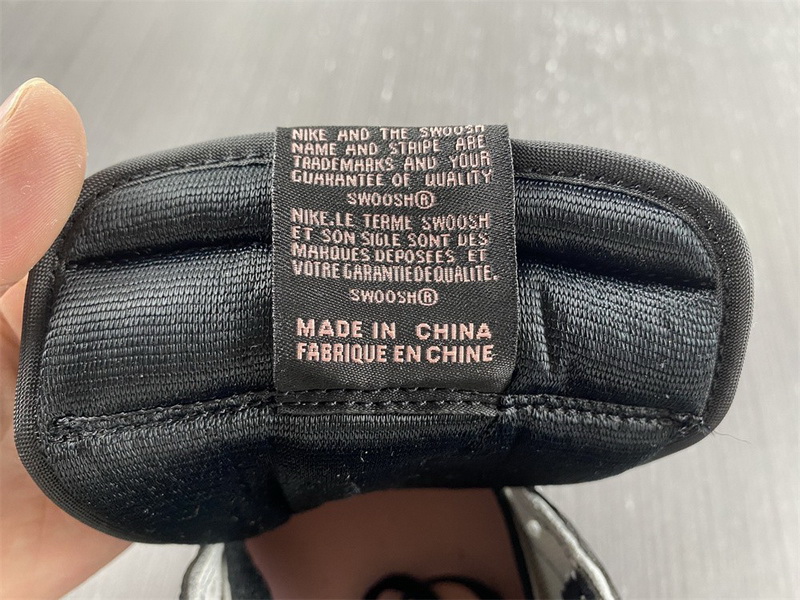 NIKE AND THE SWOOSH
NAME AND STRIPE ARE
TRADEMARKS AND YOUR
GUARANTEE OF QUALITY
SWOOSH®
NIKE.LE TERME SWOOSH
ET SON SIGLE SONT DES
MARQUES DEPOSEES ET
VOTRE GARANTIE DE QUALITE.
SWOOSH®
MADE IN CHINA
FABRIQUE EN CHINE